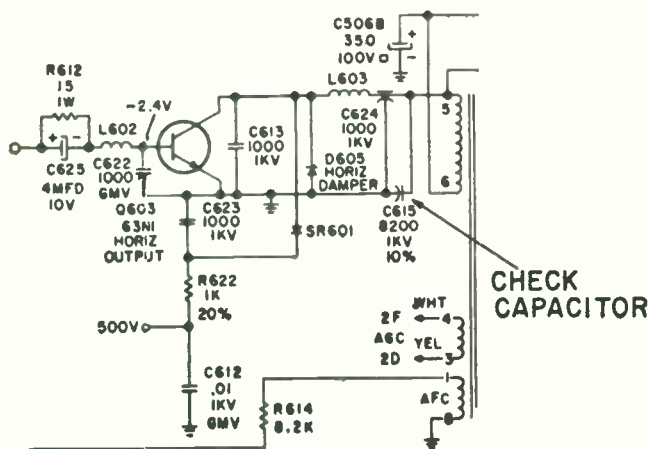 C506B
350
100V
+
-
R612
15
1W
L603
-2.4V
L602
+ -
C625
4MFD
10V
C622
1000
GMV
Q603
63N1
HORIZ
OUTPUT
C613
1000
1KV
C624
1000
1KV
D605
HORIZ
DAMPER
5
6
C623
1000
1KV
SR601
C615
8200
1KV
10%
CHECK
CAPACITOR
R622
1K
20%
500V
C612
.01
1KV
GMV
R614
8.2K
WHT
2F 4
AGC
YEL
2D 3
1
AFC
8